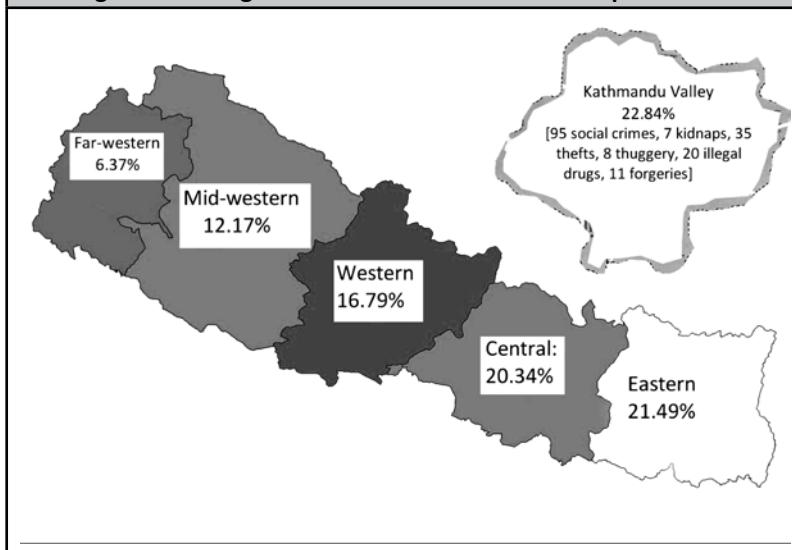 Kathmandu Valley
22.84%
[95 social crimes, 7 kidnaps, 35
thefts, 8 thuggery, 20 illegal
drugs, 11 forgeries]
Far-western
6.37%
Mid-western
12.17%
Western
16.79%
Central:
20.34%
Eastern
21.49%